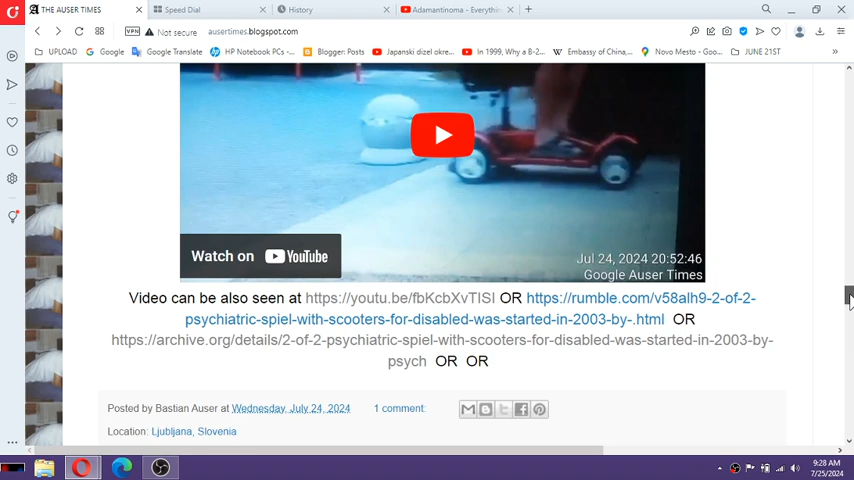 THE AUSER TIMES
Speed Dial
History
Adamantinoma - Everythin
VPN
Not secure
ausertimes.blogspot.com
UPLOAD
Google
Google Translate
HP Notebook PC -...
Blogger: Posts
Japanski dizel okre...
In 1999, Why a B-2...
Embassy of China,...
Novo Mesto - Goo...
JUNE 21ST
Watch on YouTube
Jul 24, 2024 20:52:46
Google Auser Times
Video can be also seen at https://youtu.be/fbKcbXvTISI OR https://rumble.com/v58alh9-2-of-2-
psychiatric-spiel-with-scooters-for-disabled-was-started-in-2003-by-.html OR
https://archive.org/details/2-of-2-psychiatric-spiel-with-scooters-for-disabled-was-started-in-2003-by-
psych OR OR
Posted by Bastian Auser at Wednesday, July 24, 2024
1 comment:
Location: Ljubljana, Slovenia
9:28 AM
7/25/2024